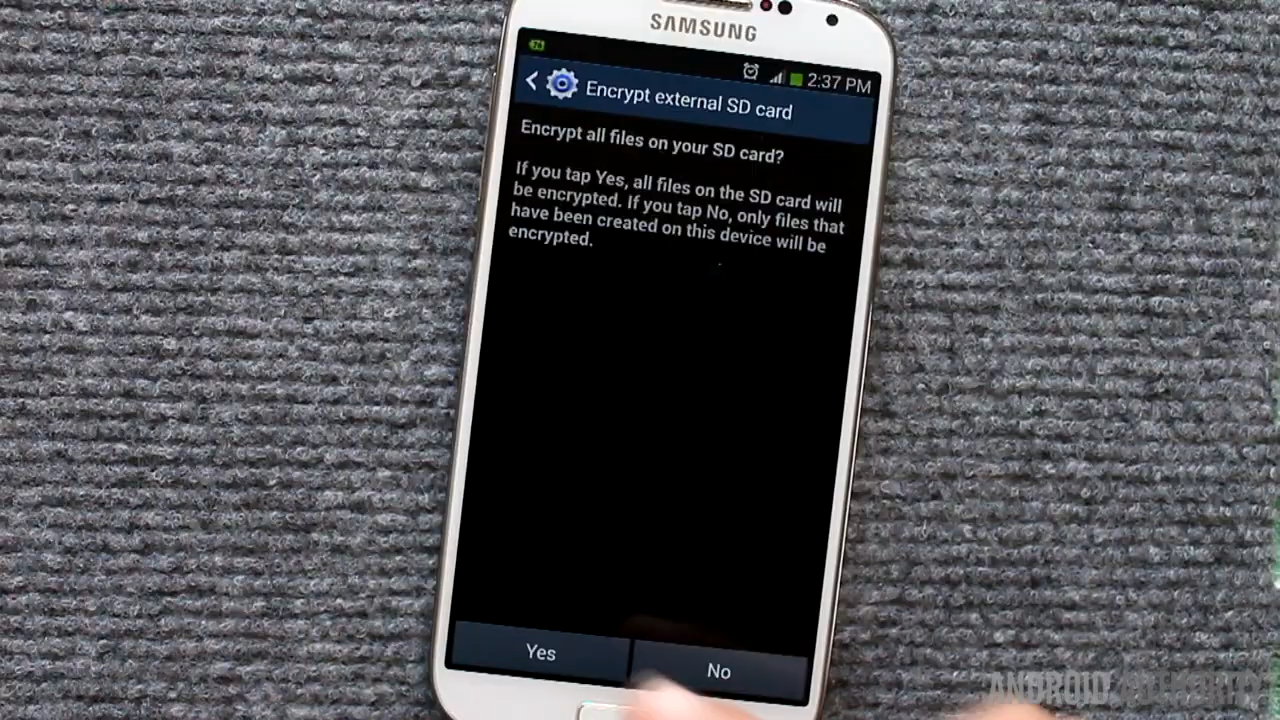 SAMSUNG
76
2:37 PM
Encrypt external SD card
Encrypt all files on your SD card?
If you tap Yes, all files on the SD card will
be encrypted. If you tap No, only files that
have been created on this device will be
encrypted.
Yes
No
ANDROID AUTHORITY